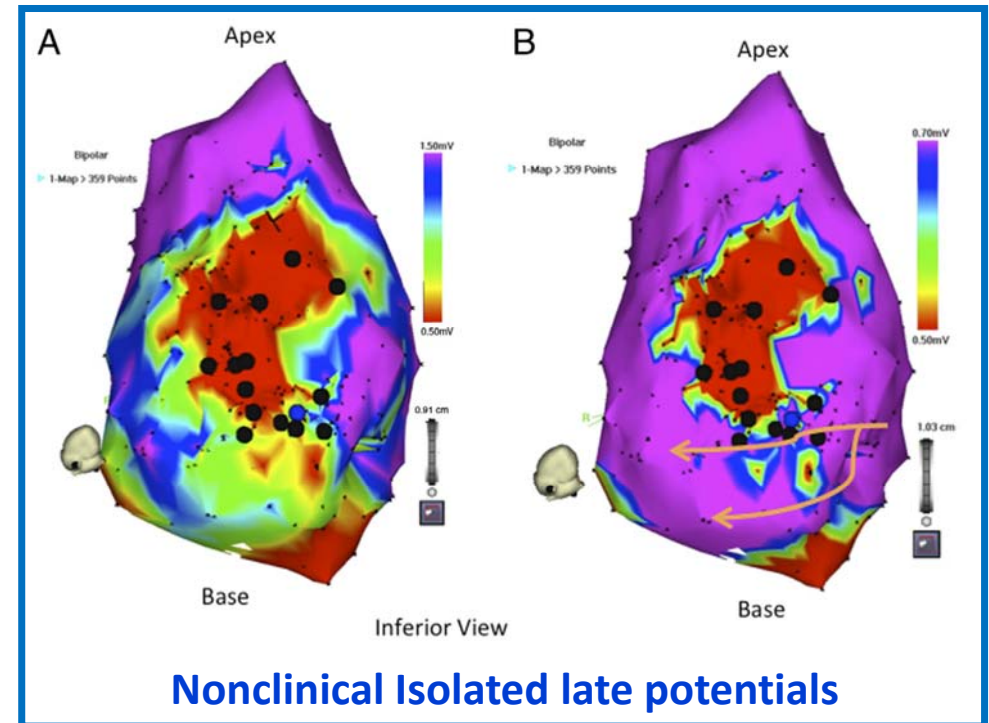 A
Apex
Bipolar
1-Map > 359 Points
1.50mV
0.50mV
0.91 cm
R
Base
B
Apex
Bipolar
1-Map > 359 Points
0.70mV
0.50mV
R
1.03 cm
Base
Inferior View
Nonclinical Isolated late potentials